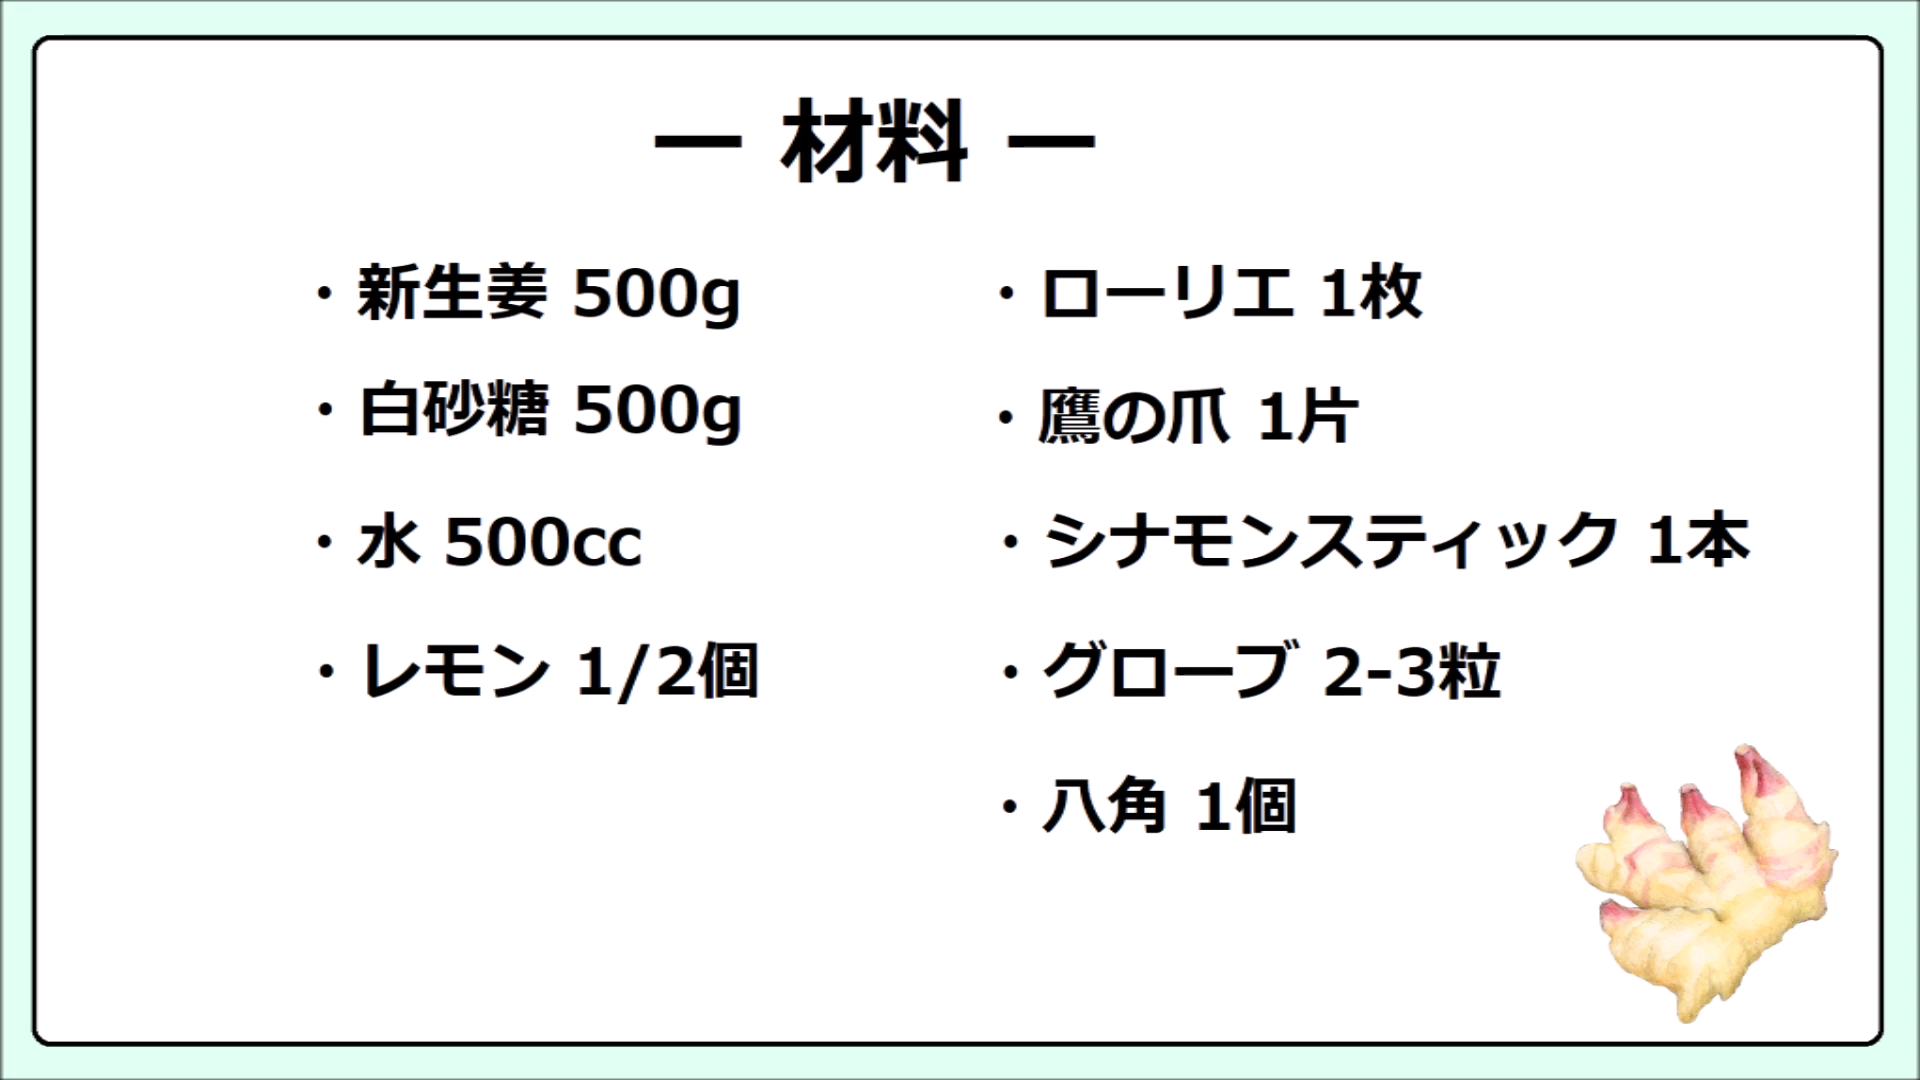 ー 材料 ー
・新生姜 500g
・白砂糖 500g
・水 500cc
・レモン 1/2個
・ローリエ 1枚
・鷹の爪 1片
・シナモンスティック 1本
・グローブ 2-3粒
・八角 1個